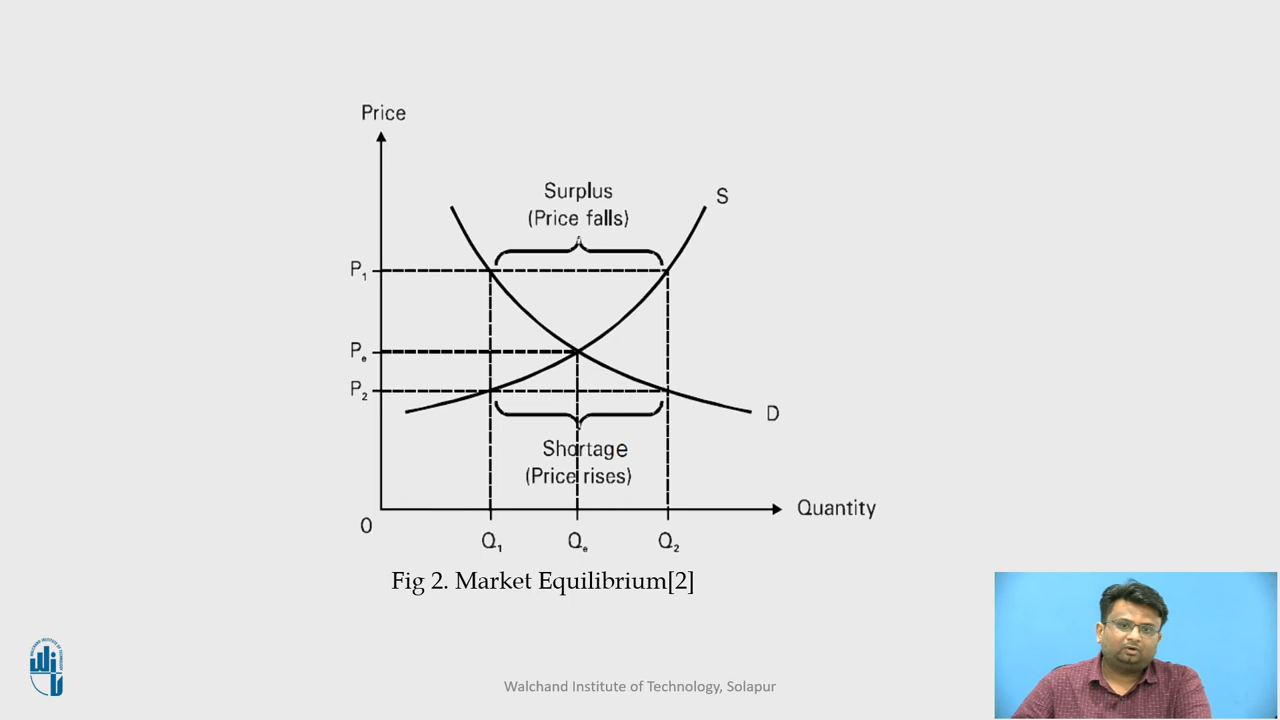 Price
Surplus
(Price falls)
S
P₁
Pₑ
P₂
D
Shortage
(Price rises)
0
Quantity
Q₁
Qₑ
Q₂
Fig 2. Market Equilibrium[2]
Walchand Institute of Technology, Solapur